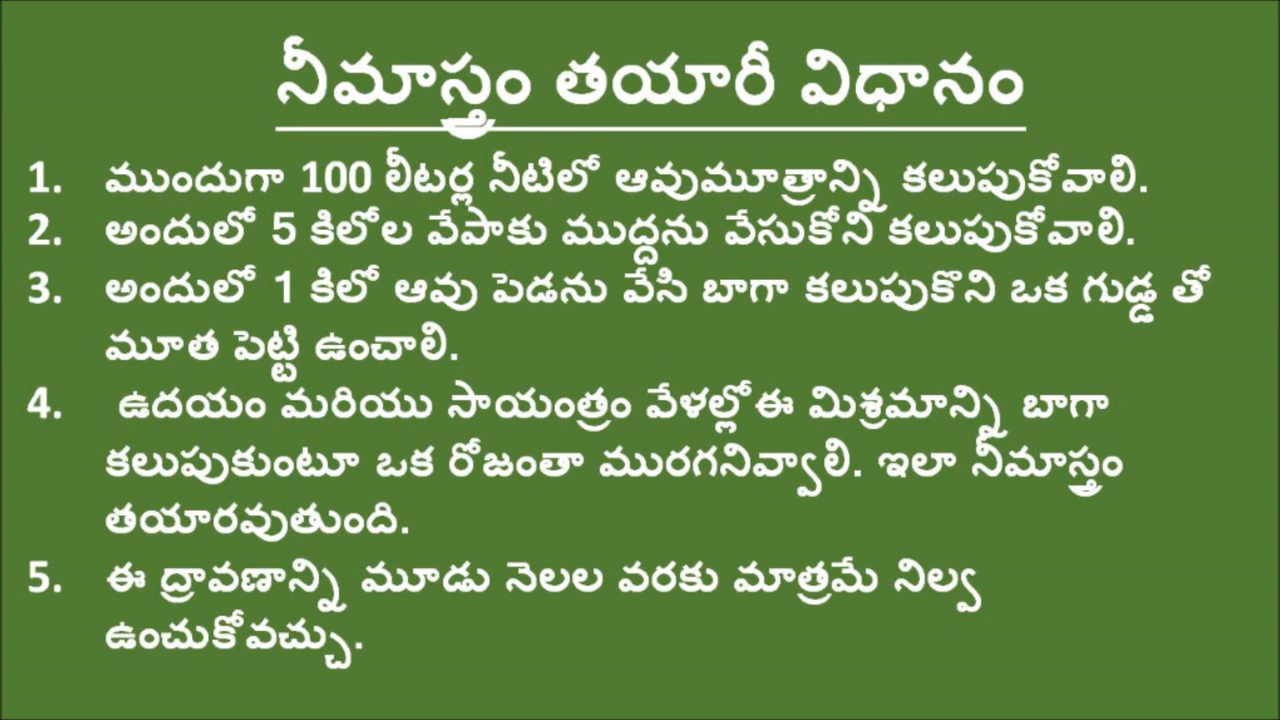 నీమాస్త్రం తయారీ విధానం
1. ముందుగా 100 లీటర్ల నీటిలో ఆవుమూత్రాన్ని కలుపుకోవాలి.
2. అందులో 5 కిలోల వేపాకు ముద్దను వేసుకోని కలుపుకోవాలి.
3. అందులో 1 కిలో ఆవు పెడను వేసి బాగా కలుపుకొని ఒక గుడ్డ తో
మూత పెట్టి ఉంచాలి.
4. ఉదయం మరియు సాయంత్రం వేళల్లోఈ మిశ్రమాన్ని బాగా
కలుపుకుంటూ ఒక రోజంతా మురగనివ్వాలి. ఇలా నీమాస్త్రం
తయారవుతుంది.
5. ఈ ద్రావణాన్ని మూడు నెలల వరకు మాత్రమే నిల్వ
ఉంచుకోవచ్చు.